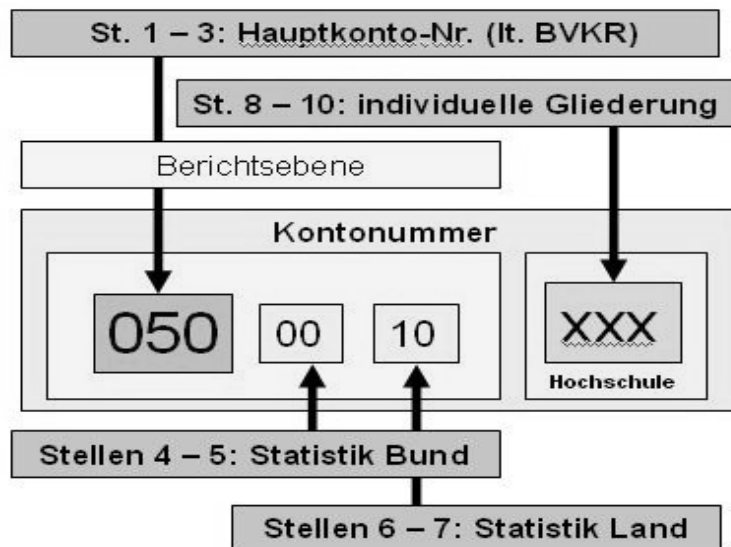 St. 1 – 3: Hauptkonto-Nr. (lt. BVKR)
St. 8 – 10: individuelle Gliederung
Berichtsebene
Kontonummer
050 00 10 XXX
Hochschule
Stellen 4 – 5: Statistik Bund
Stellen 6 – 7: Statistik Land